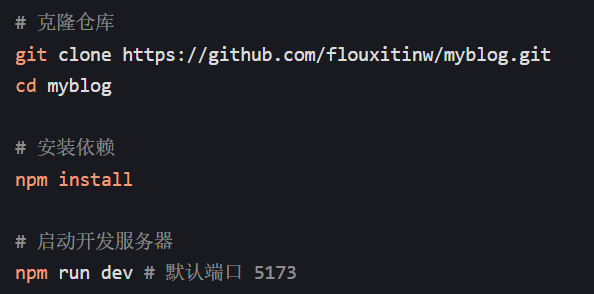 # 克隆仓库
git clone https://github.com/flouxitinw/myblog.git
cd myblog
# 安装依赖
npm install
# 启动开发服务器
npm run dev # 默认端口 5173